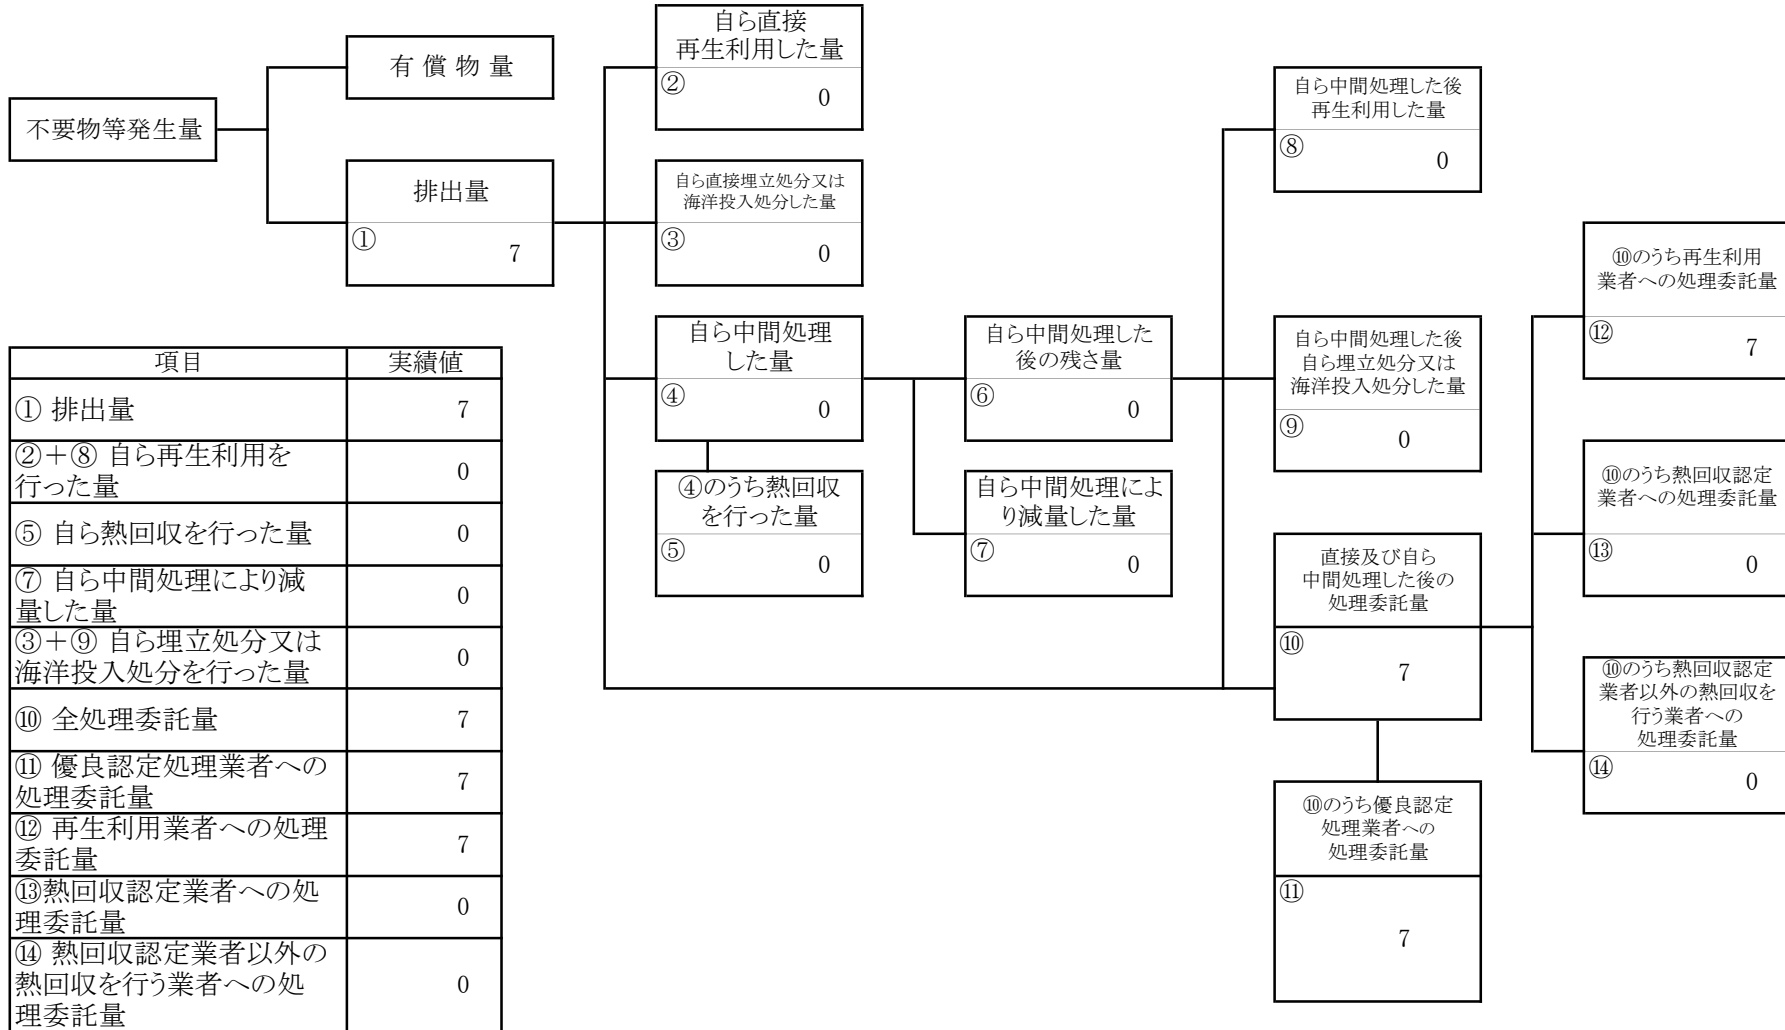 自ら直接
再生利用した量
②
0
有 償 物 量
自ら中間処理した後
再生利用した量
⑧
0
不要物等発生量
排出量
①
7
自ら直接埋立処分又は
海洋投入処分した量
③
0
⑩のうち再生利用
業者への処理委託量
⑫
7
自ら中間処理
した量
④
0
自ら中間処理した
後の残さ量
⑥
0
自ら中間処理した後
自ら埋立処分又は
海洋投入処分した量
⑨
0
④のうち熱回収
を行った量
⑤
0
自ら中間処理によ
り減量した量
⑦
0
⑩のうち熱回収認定
業者への処理委託量
⑬
0
直接及び自ら
中間処理した後の
処理委託量
⑩
7
⑩のうち熱回収認定
業者以外の熱回収を
行う業者への
処理委託量
⑭
0
⑩のうち優良認定
処理業者への
処理委託量
⑪
7
項目 実績値
① 排出量 7
②＋⑧ 自ら再生利用を
行った量 0
⑤ 自ら熱回収を行った量 0
⑦ 自ら中間処理により減
量した量 0
③＋⑨ 自ら埋立処分又は
海洋投入処分を行った量 0
⑩ 全処理委託量 7
⑪ 優良認定処理業者への
処理委託量 7
⑫ 再生利用業者への処理
委託量 7
⑬熱回収認定業者への処
理委託量 0
⑭ 熱回収認定業者以外の
熱回収を行う業者への処
理委託量 0